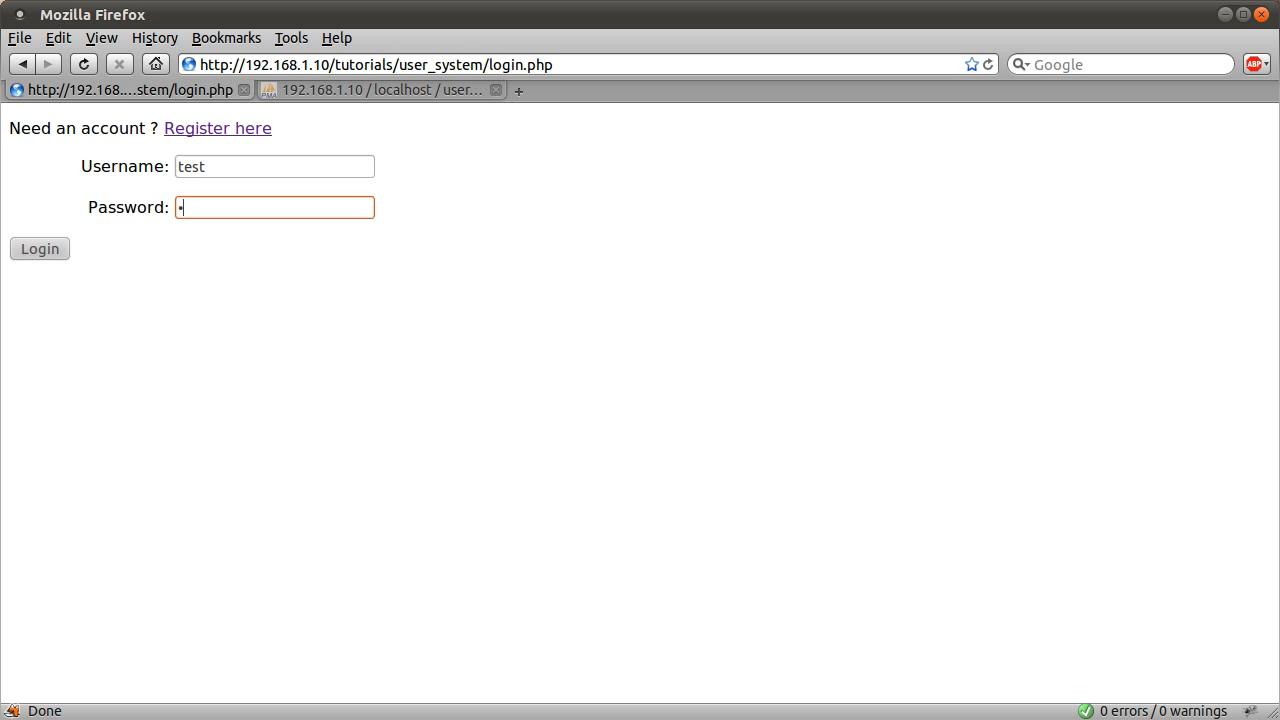 Mozilla Firefox
File Edit View History Bookmarks Tools Help
http://192.168.1.10/tutorials/user_system/login.php
Google
ABP
http://192.168....stem/login.php
PMA
192.168.1.10 / localhost / user...
Need an account ? Register here
Username: test
Password: •
Login
Done
0 errors / 0 warnings